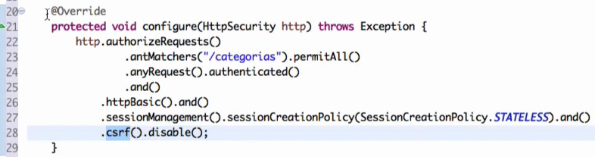 20 @Override
21 protected void configure(HttpSecurity http) throws Exception {
22 http.authorizeRequests()
23 .antMatchers("/categorias").permitAll()
24 .anyRequest().authenticated()
25 .and()
26 .httpBasic().and()
27 .sessionManagement().sessionCreationPolicy(SessionCreationPolicy.STATELESS).and()
28 .csrf().disable();
29 }